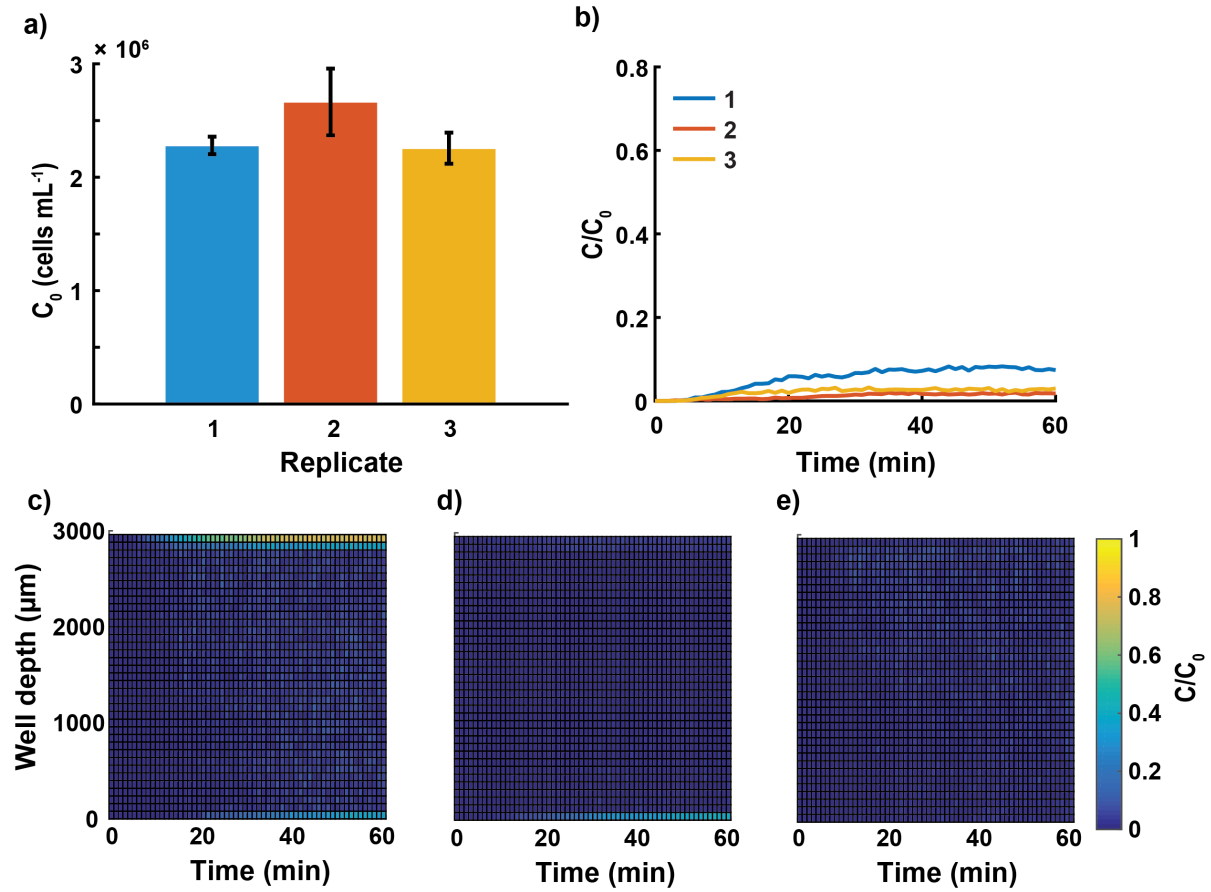 a)
× 10⁶
3
2
1
0
C₀ (cells mL⁻¹)
1 2 3
Replicate
b)
0.8
0.6
0.4
0.2
0
C/C₀
1
2
3
0 20 40 60
Time (min)
c)
3000
2000
1000
0
Well depth (µm)
0 20 40 60
Time (min)
d)
0 20 40 60
Time (min)
e)
0 20 40 60
Time (min)
1
0.8
0.6
0.4
0.2
0
C/C₀